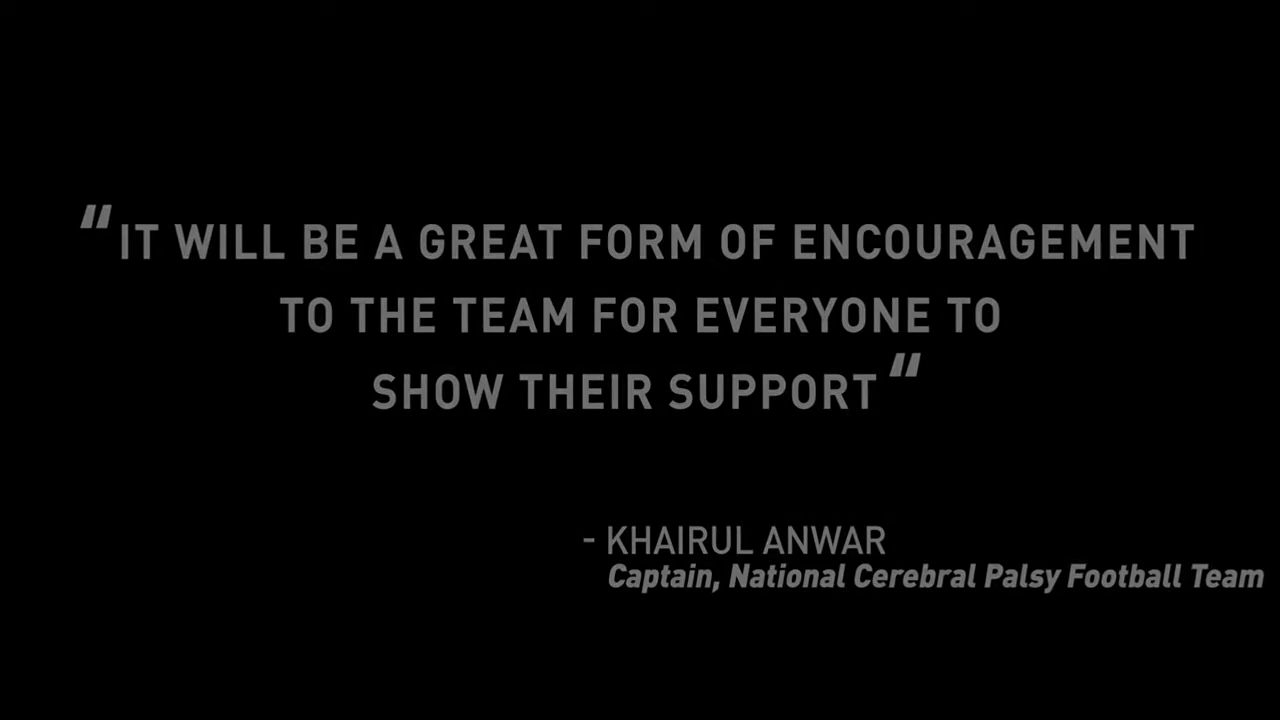 “IT WILL BE A GREAT FORM OF ENCOURAGEMENT
TO THE TEAM FOR EVERYONE TO
SHOW THEIR SUPPORT“
- KHAIRUL ANWAR
Captain, National Cerebral Palsy Football Team